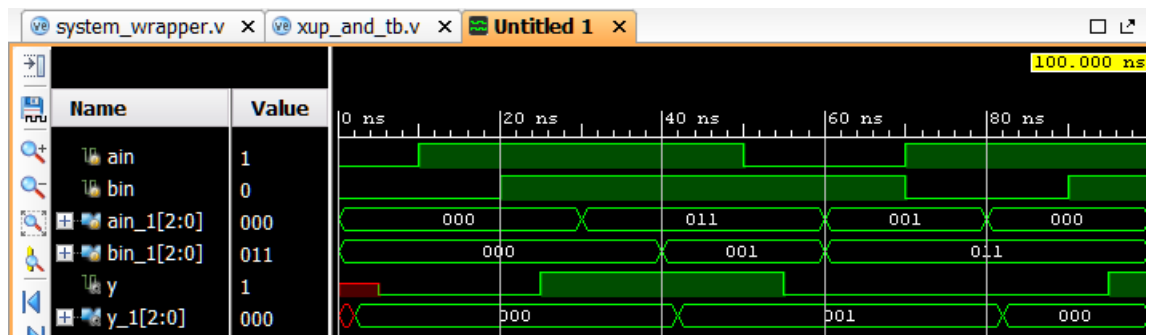 system_wrapper.v × xup_and_tb.v × Untitled 1 ×
100.000 ns
Name Value 0 ns 20 ns 40 ns 60 ns 80 ns
ain 1
bin 0
ain_1[2:0] 000 000 011 001 000
bin_1[2:0] 011 000 001 011
y 1
y_1[2:0] 000 000 001 000